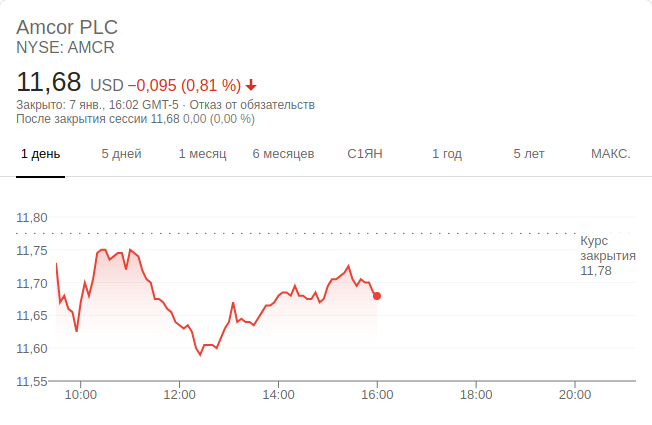 Amcor PLC
NYSE: AMCR
11,68 USD −0,095 (0,81 %)
Закрыто: 7 янв., 16:02 GMT-5 · Отказ от обязательств
После закрытия сессии 11,68 0,00 (0,00 %)
1 день 5 дней 1 месяц 6 месяцев С1ЯН 1 год 5 лет МАКС.
11,80
Курс
закрытия
11,78
11,75
11,70
11,65
11,60
11,55
10:00 12:00 14:00 16:00 18:00 20:00